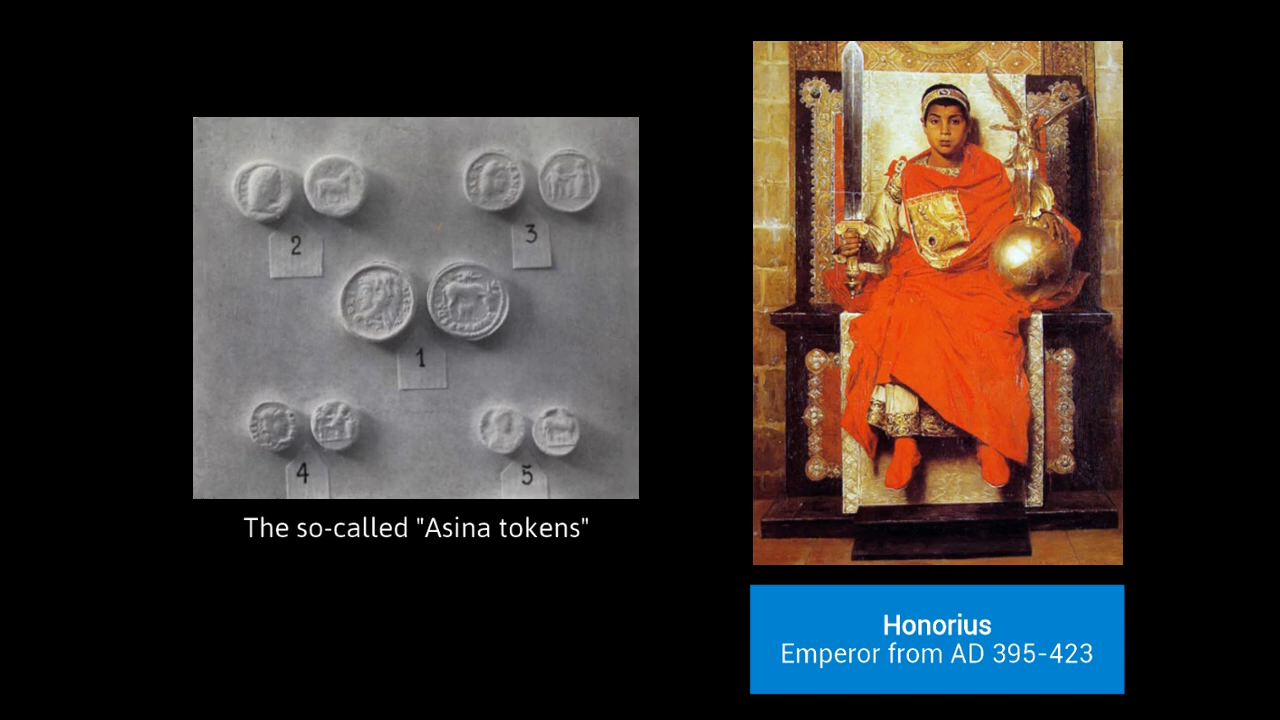 2
3
1
4
5
The so-called "Asina tokens"
Honorius
Emperor from AD 395-423